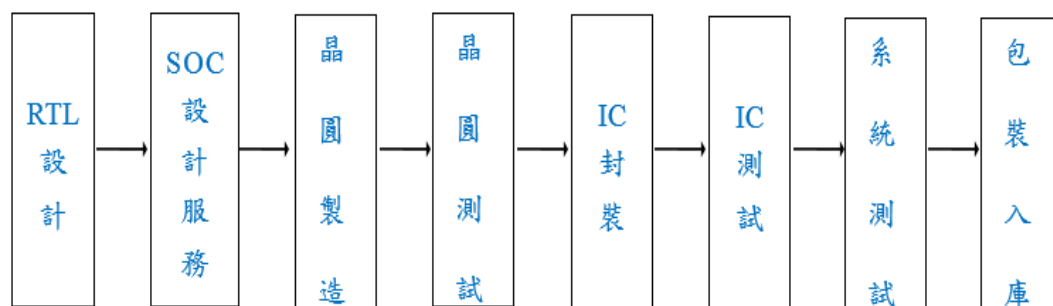 RTL設計
SOC設計服務
晶圓製造
晶圓測試
IC封裝
IC測試
系統測試
包裝入庫